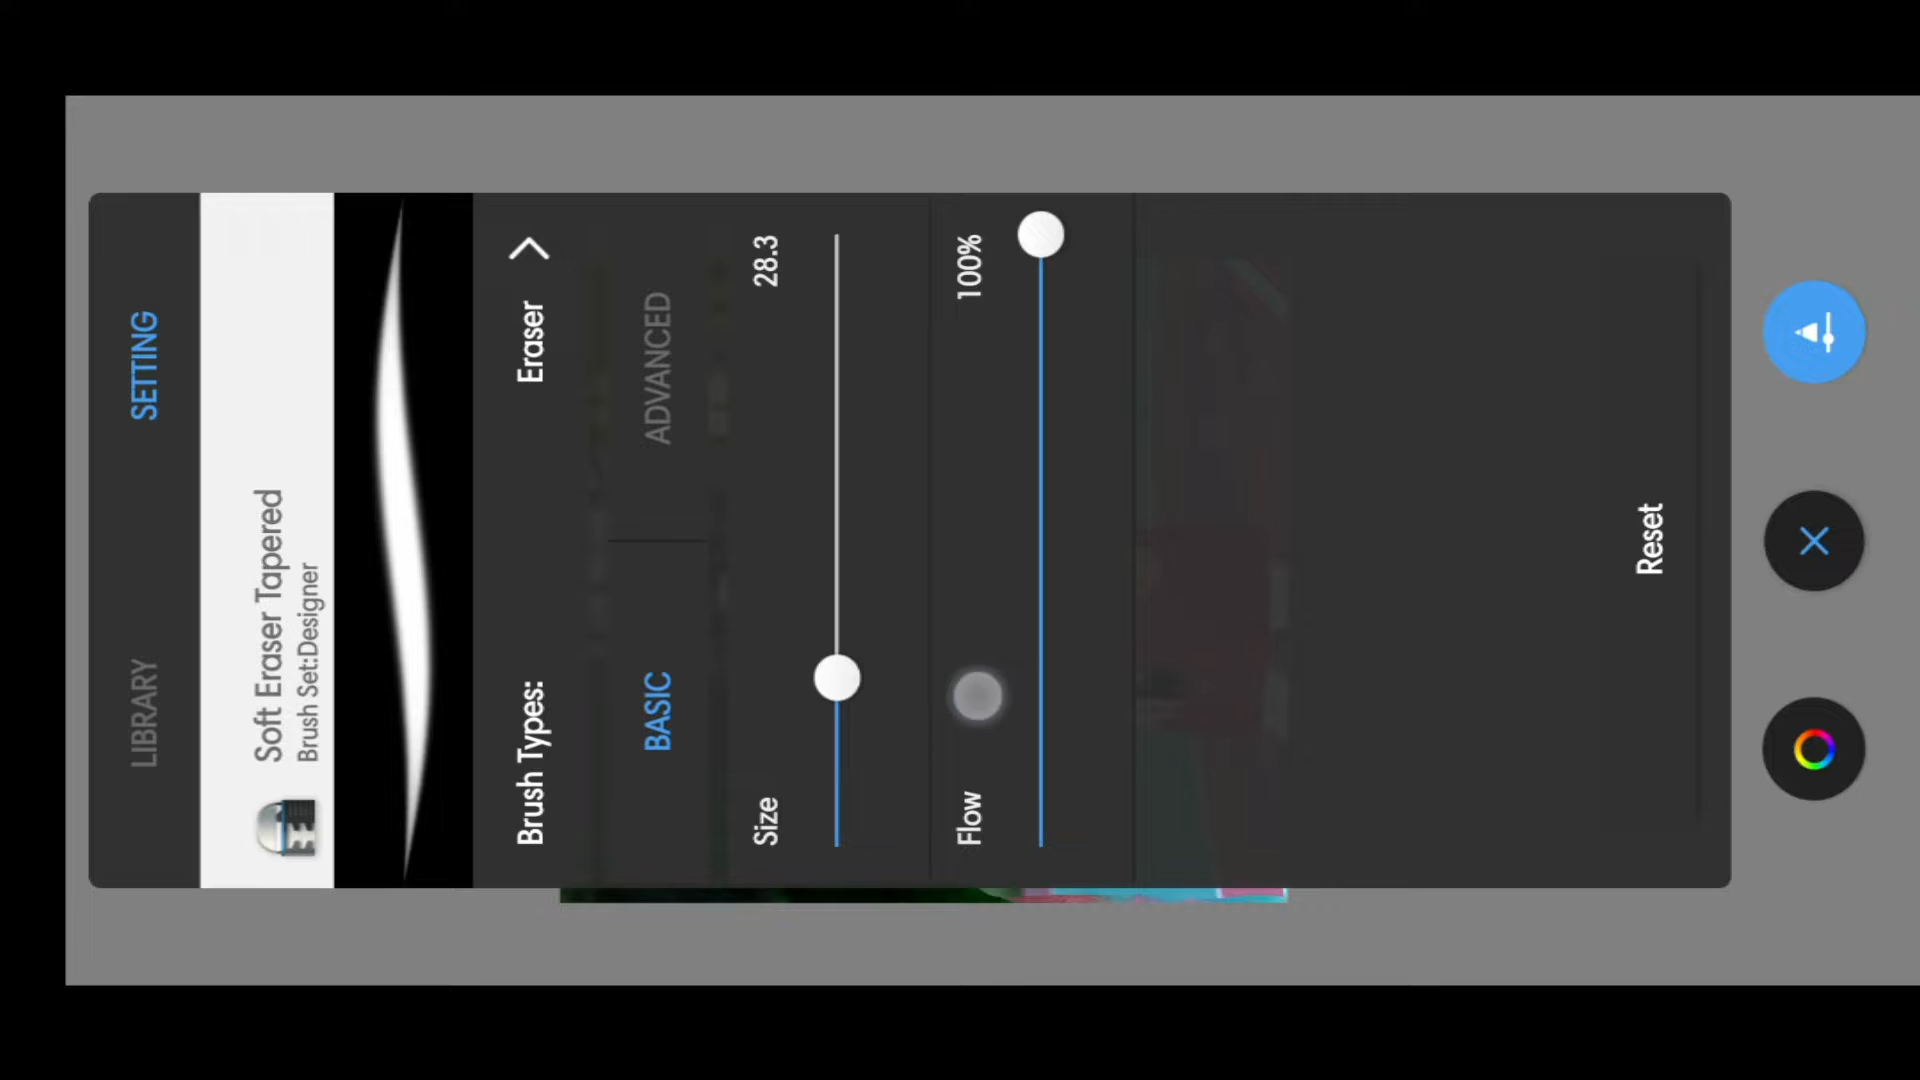 LIBRARY SETTING
Soft Eraser Tapered
Brush Set:Designer
Brush Types: Eraser
BASIC ADVANCED
Size 28.3
Flow 100%
Reset